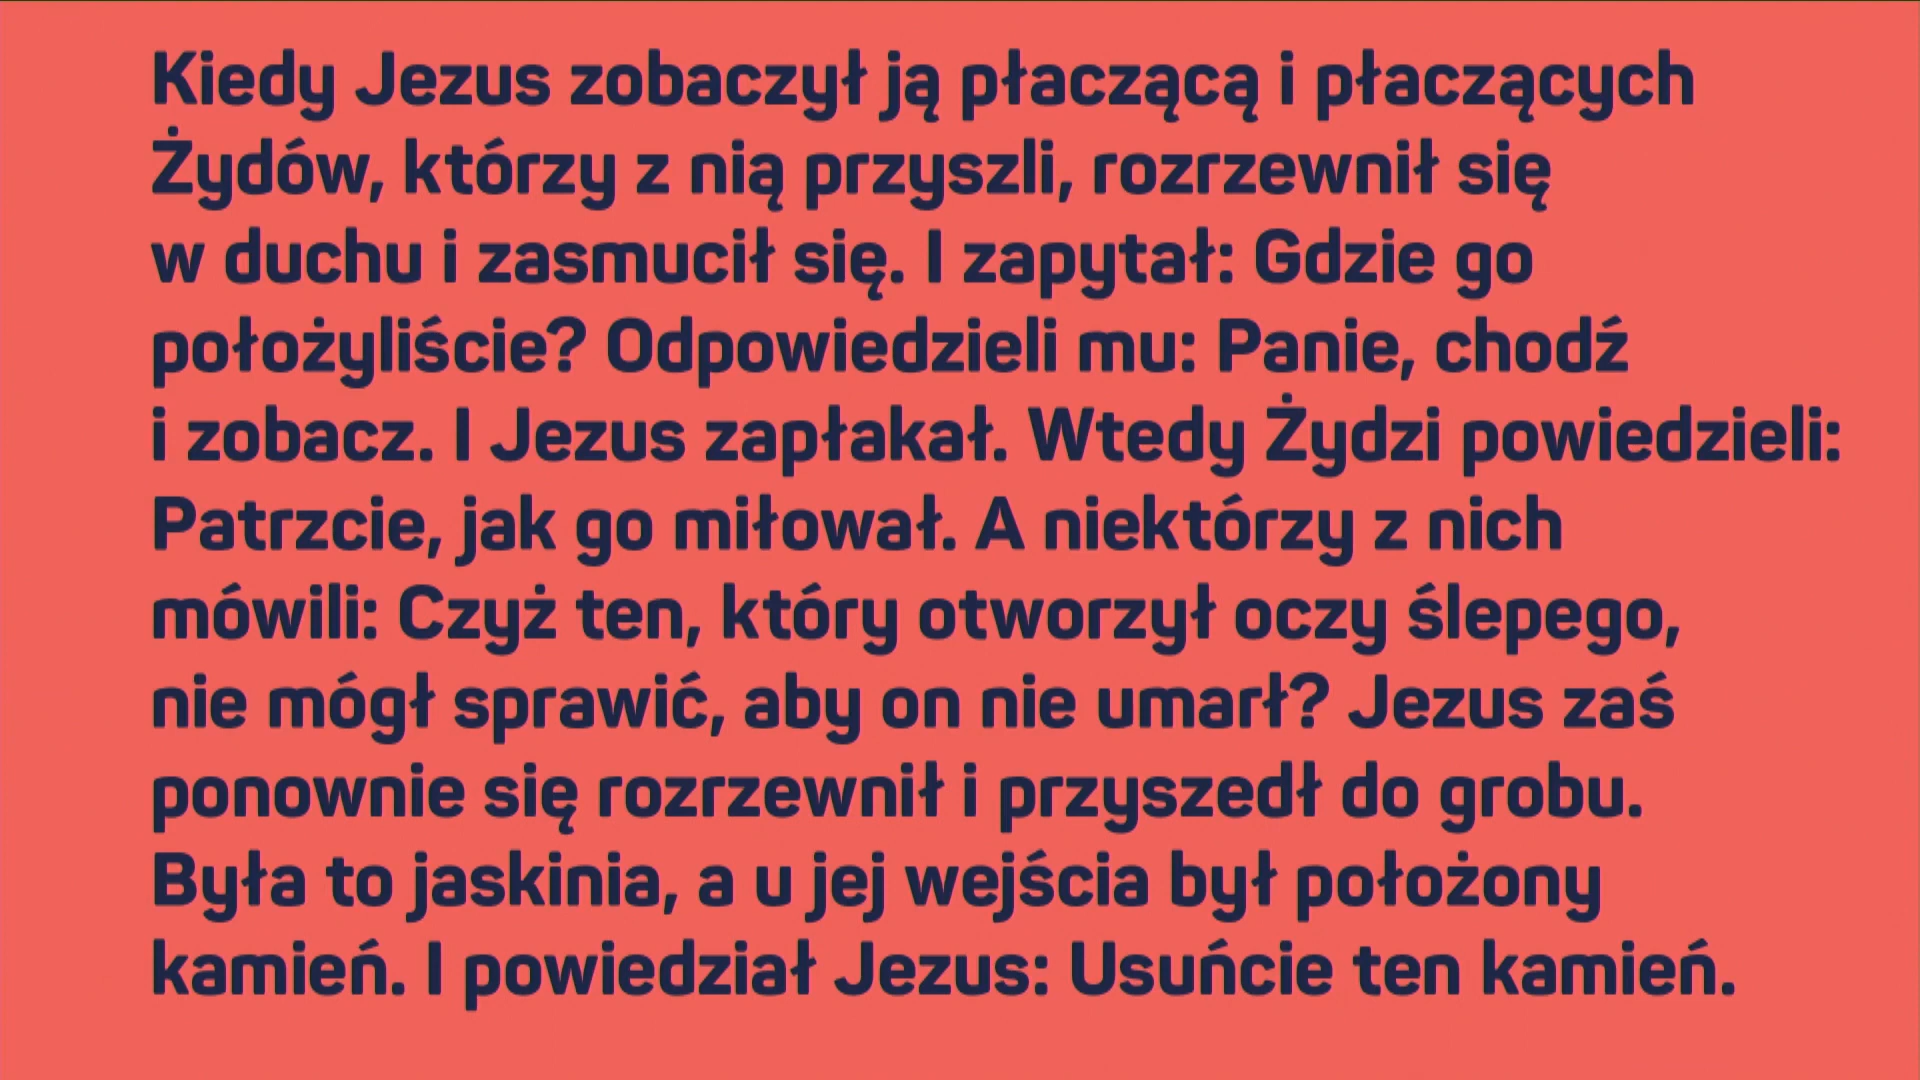 Kiedy Jezus zobaczył ją płaczącą i płaczących
Żydów, którzy z nią przyszli, rozrzewnił się
w duchu i zasmucił się. I zapytał: Gdzie go
położyliście? Odpowiedzieli mu: Panie, chodź
i zobacz. I Jezus zapłakał. Wtedy Żydzi powiedzieli:
Patrzcie, jak go miłował. A niektórzy z nich
mówili: Czyż ten, który otworzył oczy ślepego,
nie mógł sprawić, aby on nie umarł? Jezus zaś
ponownie się rozrzewnił i przyszedł do grobu.
Była to jaskinia, a u jej wejścia był położony
kamień. I powiedział Jezus: Usuńcie ten kamień.